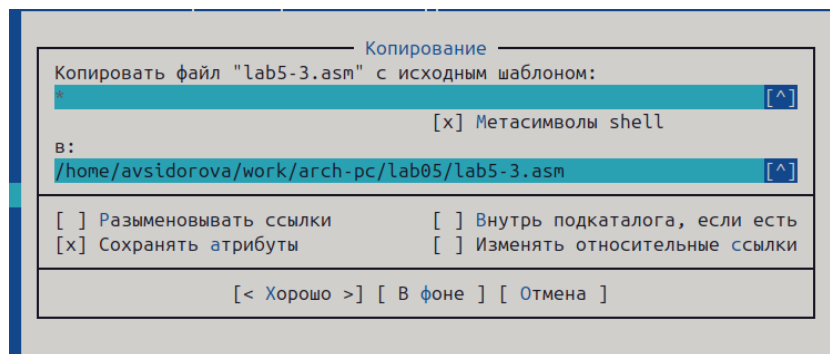 Копирование
Копировать файл "lab5-3.asm" с исходным шаблоном:
* [^]
[x] Метасимволы shell
в:
/home/avsidorova/work/arch-pc/lab05/lab5-3.asm [^]
[ ] Разыменовывать ссылки [ ] Внутрь подкаталога, если есть
[x] Сохранять атрибуты [ ] Изменять относительные ссылки
[< Хорошо >] [ В фоне ] [ Отмена ]